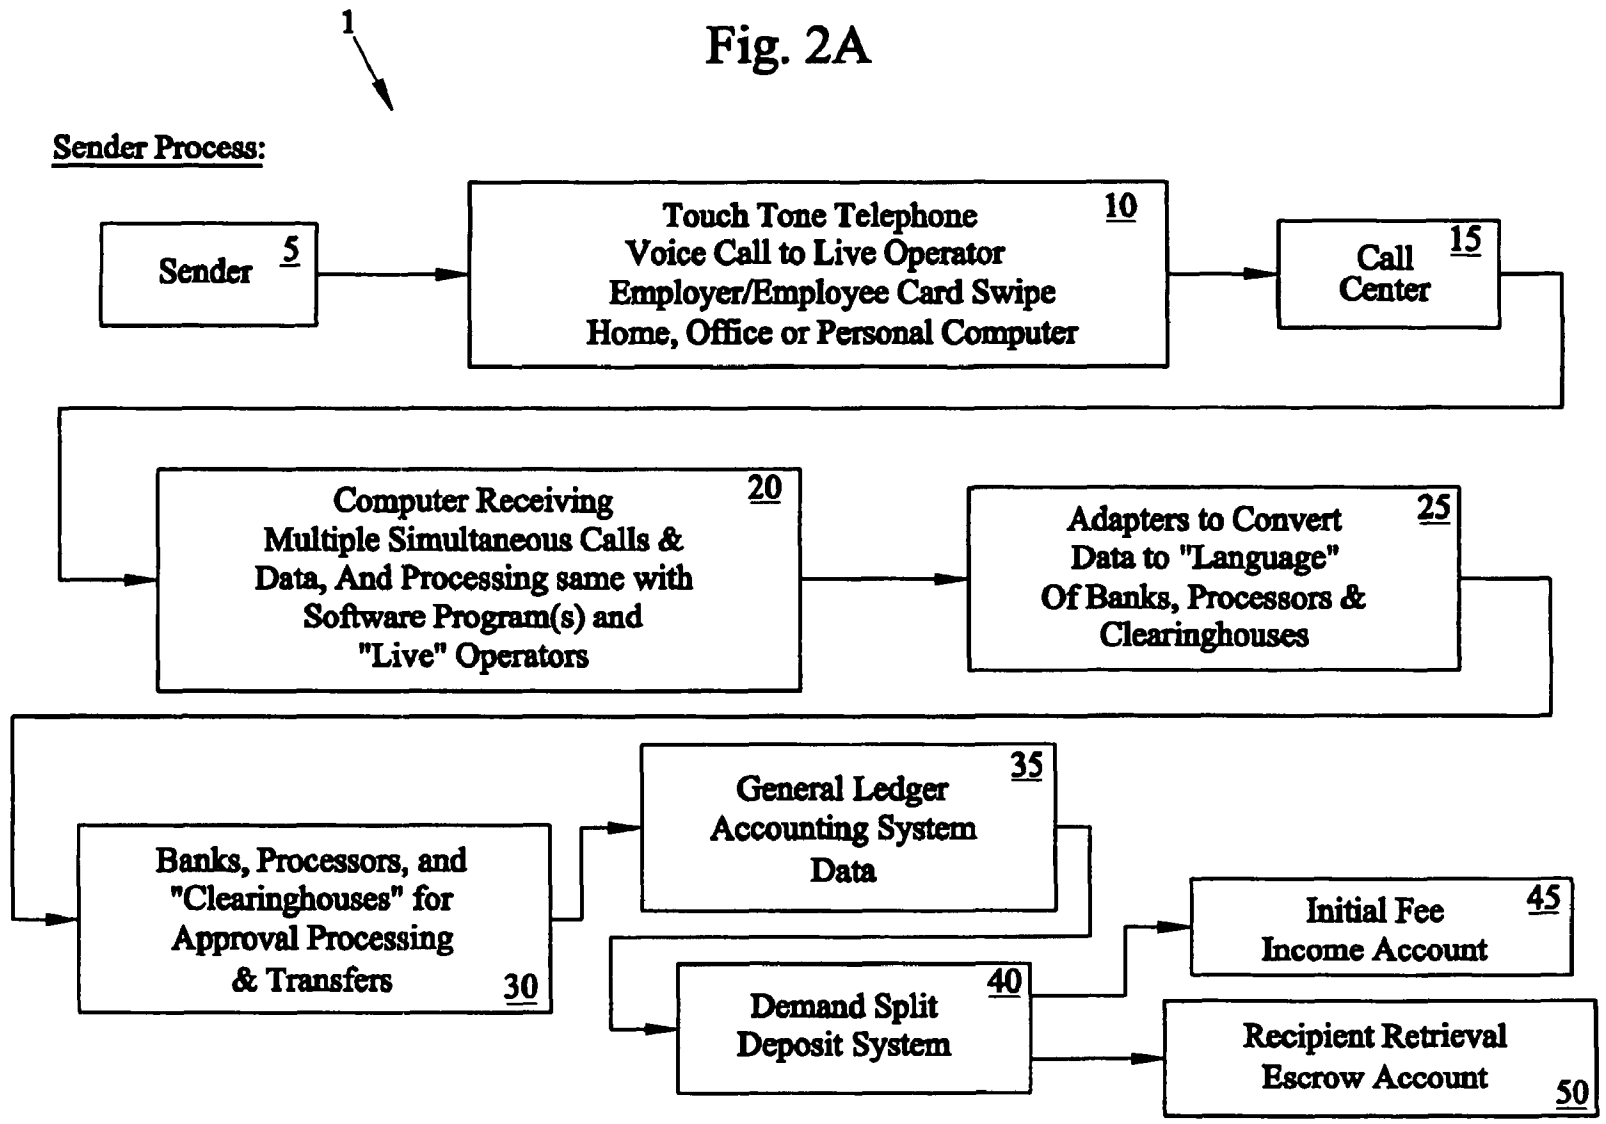 1
Fig. 2A
Sender Process:
5
Sender
10
Touch Tone Telephone
Voice Call to Live Operator
Employer/Employee Card Swipe
Home, Office or Personal Computer
15
Call
Center
20
Computer Receiving
Multiple Simultaneous Calls &
Data, And Processing same with
Software Program(s) and
"Live" Operators
25
Adapters to Convert
Data to "Language"
Of Banks, Processors &
Clearinghouses
Banks, Processors, and
"Clearinghouses" for
Approval Processing
& Transfers
30
35
General Ledger
Accounting System
Data
40
Demand Split
Deposit System
45
Initial Fee
Income Account
Recipient Retrieval
Escrow Account
50